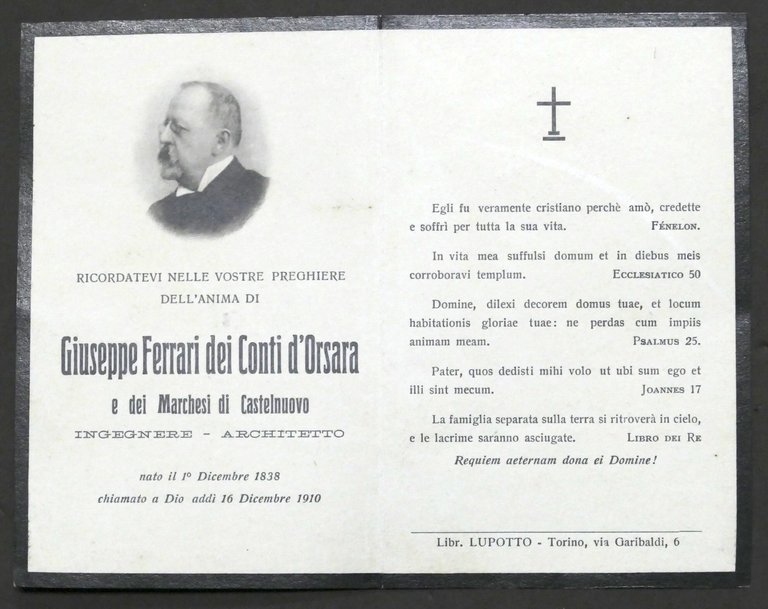 RICORDATEVI NELLE VOSTRE PREGHIERE
DELL'ANIMA DI
Giuseppe Ferrari dei Conti d'Orsara
e dei Marchesi di Castelnuovo
INGEGNERE - ARCHITETTO
nato il 1º Dicembre 1838
chiamato a Dio addì 16 Dicembre 1910
Egli fu veramente cristiano perchè amò, credette
e soffrì per tutta la sua vita. FÉNELON.
In vita mea suffulsi domum et in diebus meis
corroboravi templum. ECCLESIATICO 50
Domine, dilexi decorem domus tuae, et locum
habitationis gloriae tuae: ne perdas cum impiis
animam meam. PSALMUS 25.
Pater, quos dedisti mihi volo ut ubi sum ego et
illi sint mecum. JOANNES 17
La famiglia separata sulla terra si ritroverà in cielo,
e le lacrime saranno asciugate. LIBRO DEI RE
Requiem aeternam dona ei Domine!
Libr. LUPOTTO - Torino, via Garibaldi, 6